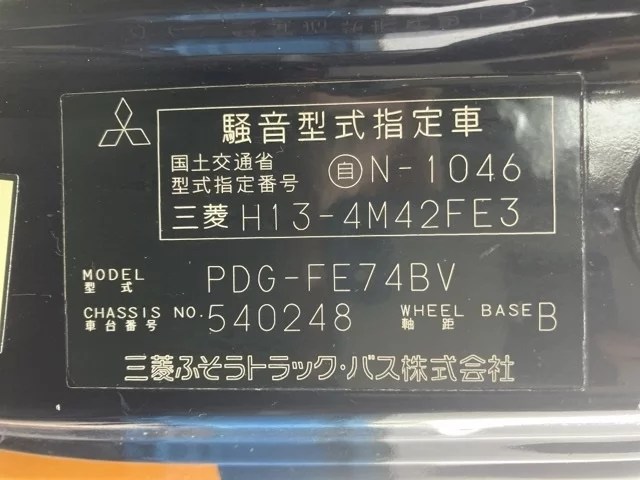 騒音型式指定車
国土交通省
型式指定番号 自 N-1046
三菱 H13-4M42FE3
MODEL
型式 PDG-FE74BV
CHASSIS NO. 540248 WHEEL BASE B
車台番号 軸距
三菱ふそうトラック・バス株式会社